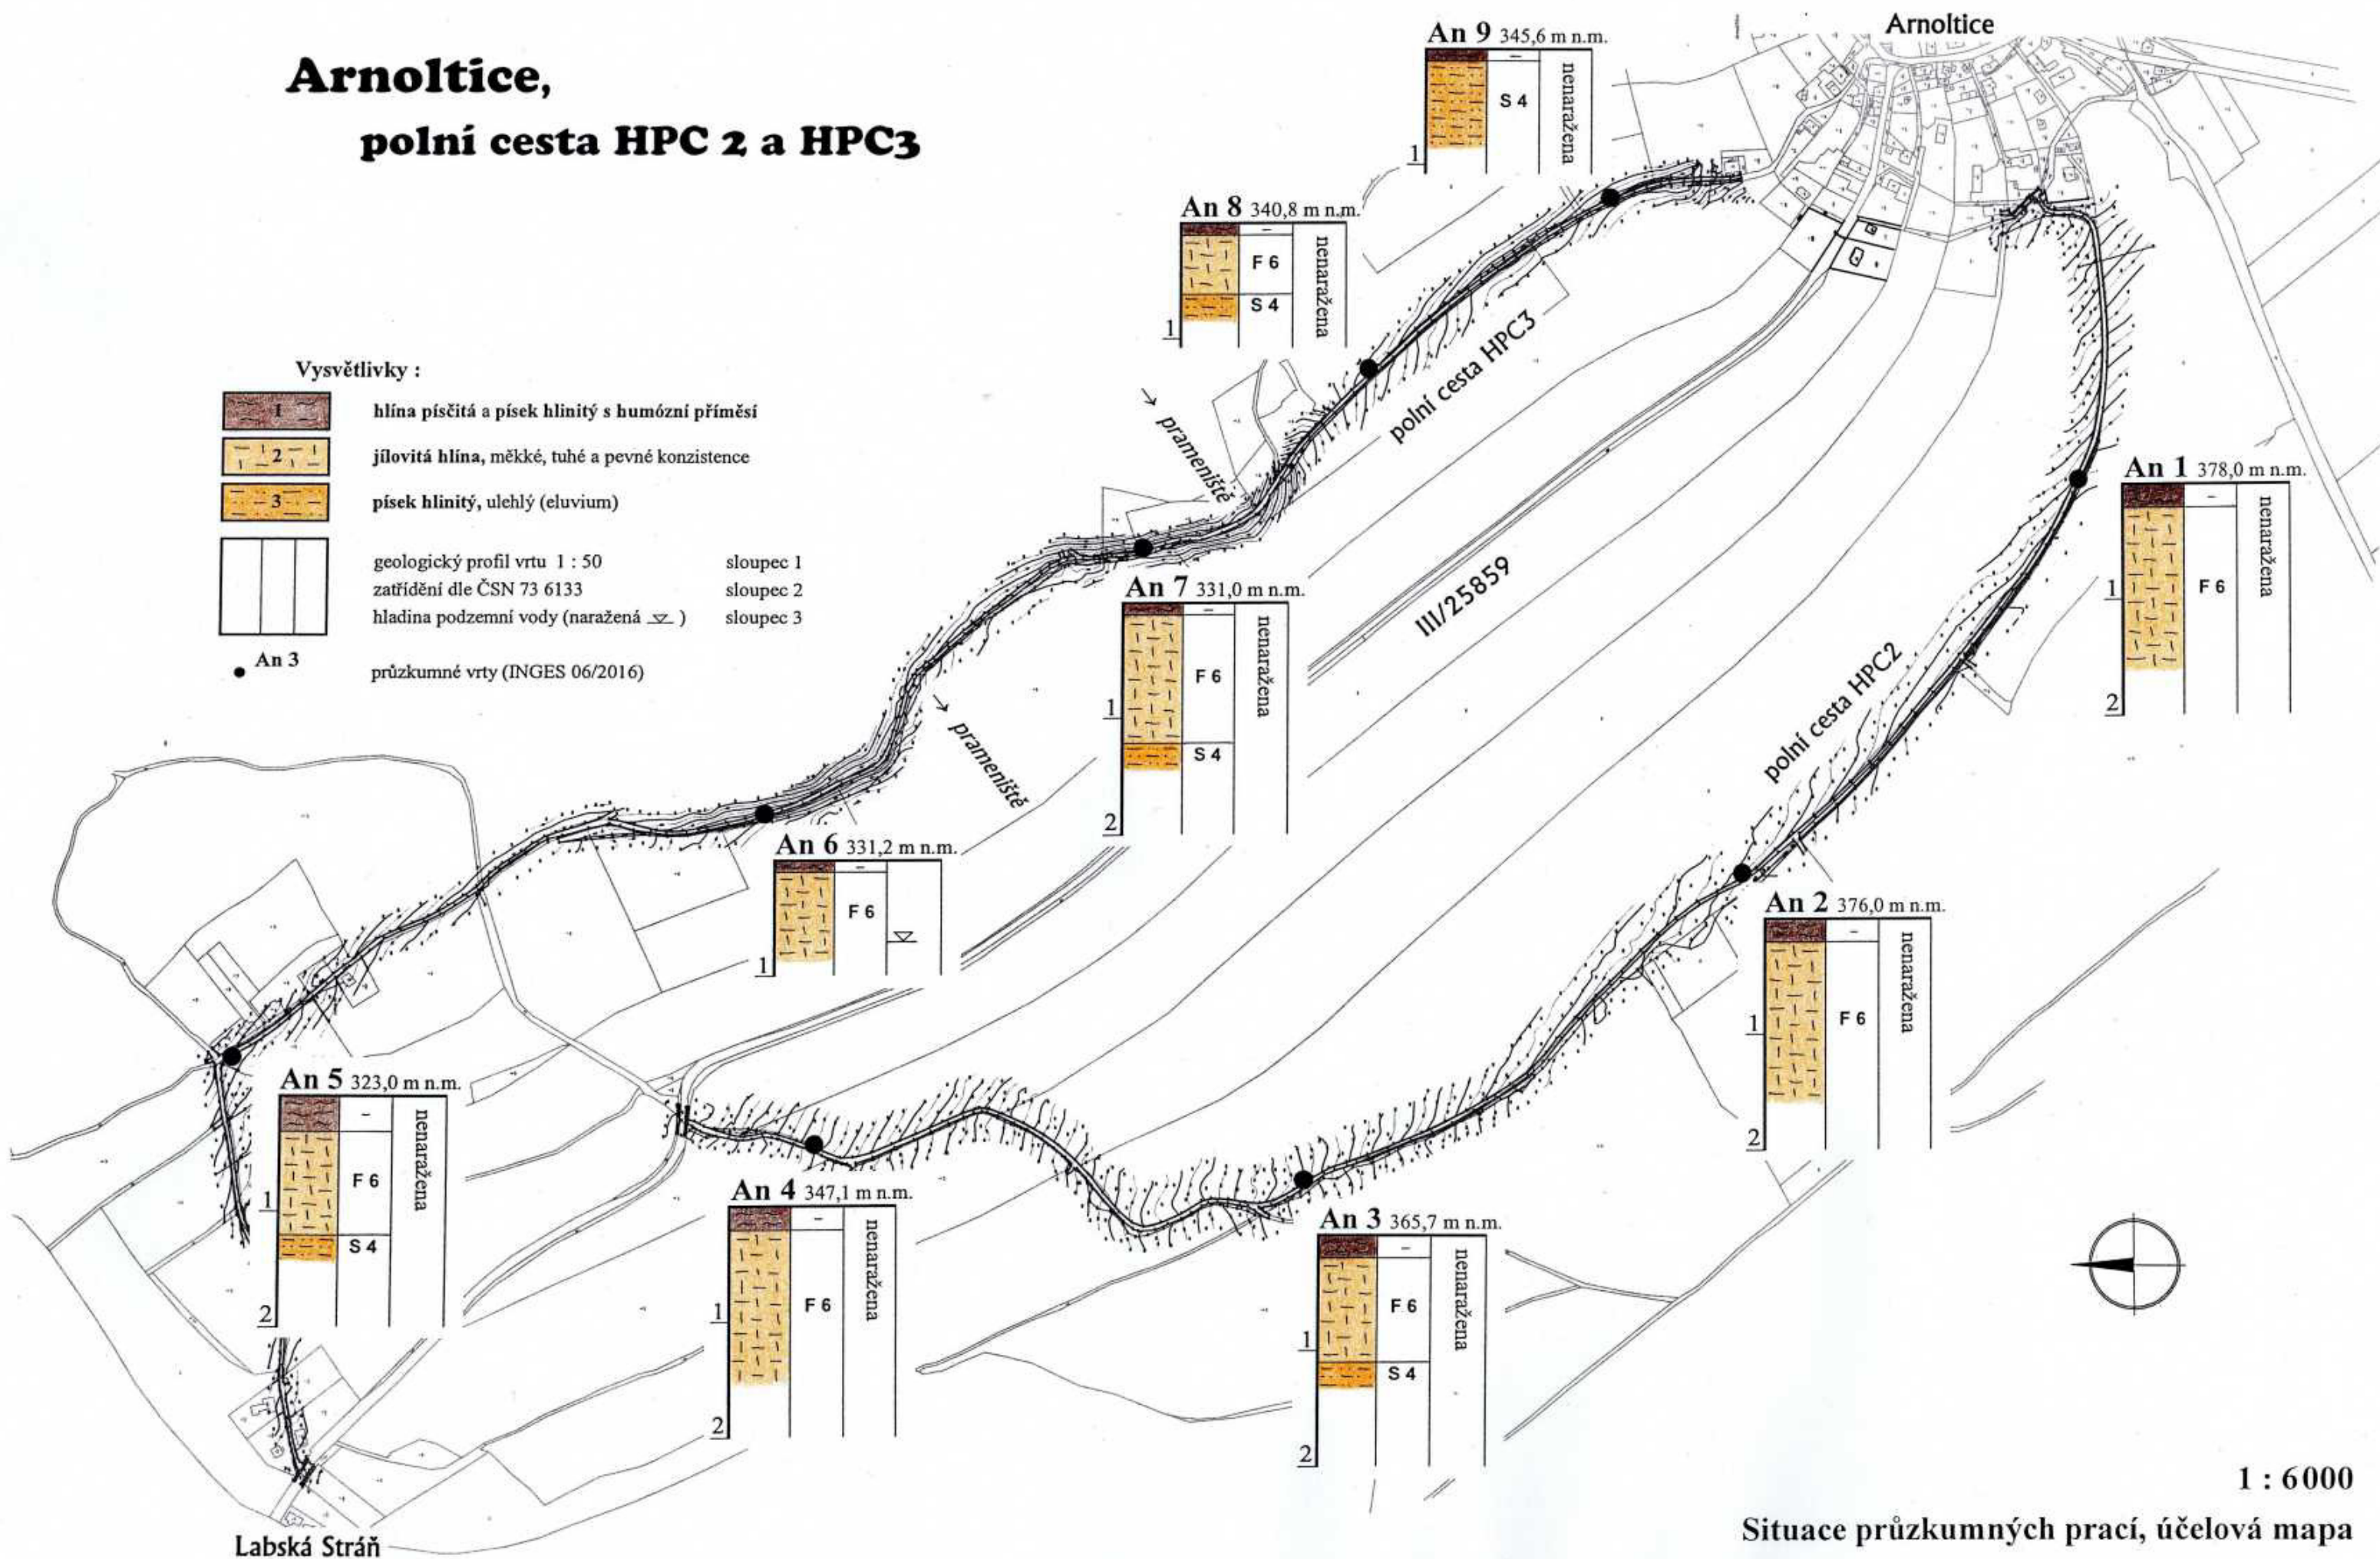 Arnoltice,
polní cesta HPC 2 a HPC3
Arnoltice
An 9 345,6 m n.m.
–
S 4
nenaražena
1
An 8 340,8 m n.m.
–
F 6
S 4
nenaražena
1
Vysvětlivky :
1 hlína písčitá a písek hlinitý s humózní příměsí
2 jílovitá hlína, měkké, tuhé a pevné konzistence
3 písek hlinitý, ulehlý (eluvium)
geologický profil vrtu 1 : 50 sloupec 1
zatřídění dle ČSN 73 6133 sloupec 2
hladina podzemní vody (naražená ) sloupec 3
An 3
průzkumné vrty (INGES 06/2016)
prameniště
polní cesta HPC3
III/25859
An 1 378,0 m n.m.
–
F 6
nenaražena
1
2
An 7 331,0 m n.m.
–
F 6
S 4
nenaražena
1
2
prameniště
polní cesta HPC2
An 6 331,2 m n.m.
–
F 6
1
An 2 376,0 m n.m.
–
F 6
nenaražena
1
2
An 5 323,0 m n.m.
–
F 6
S 4
nenaražena
1
2
An 4 347,1 m n.m.
–
F 6
nenaražena
1
2
An 3 365,7 m n.m.
–
F 6
S 4
nenaražena
1
2
1 : 6000
Situace průzkumných prací, účelová mapa
Labská Stráň